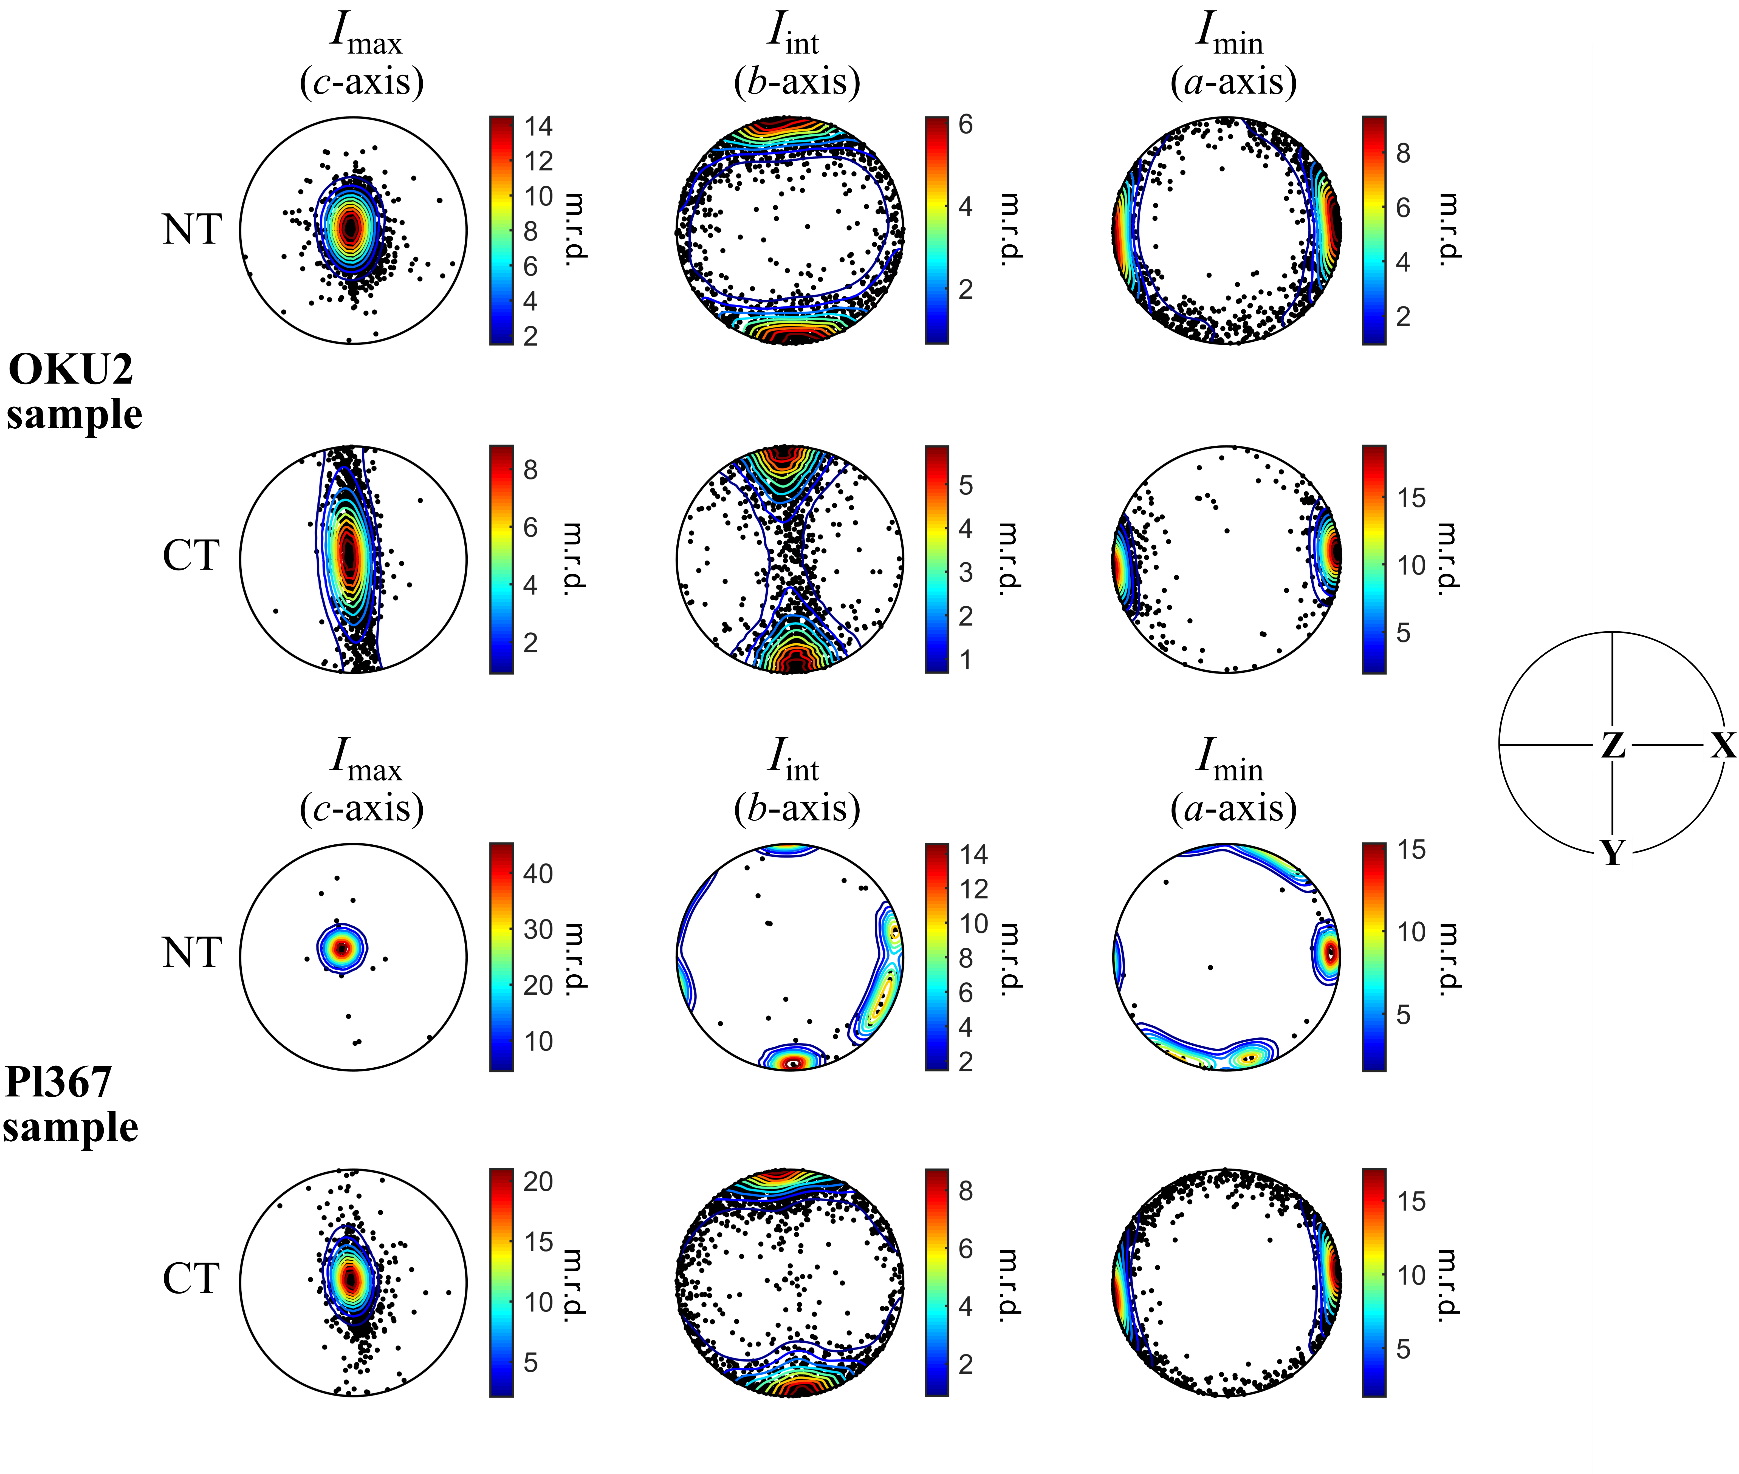 I max I int I min
(c-axis) (b-axis) (a-axis)
NT
14
12
10
8
6
4
2
m.r.d.
6
4
2
m.r.d.
8
6
4
2
m.r.d.
OKU2
sample
CT
8
6
4
2
m.r.d.
5
4
3
2
1
m.r.d.
15
10
5
m.r.d.
I max I int I min
(c-axis) (b-axis) (a-axis)
Z X
Y
NT
40
30
20
10
m.r.d.
14
12
10
8
6
4
2
m.r.d.
15
10
5
m.r.d.
Pl367
sample
CT
20
15
10
5
m.r.d.
8
6
4
2
m.r.d.
15
10
5
m.r.d.